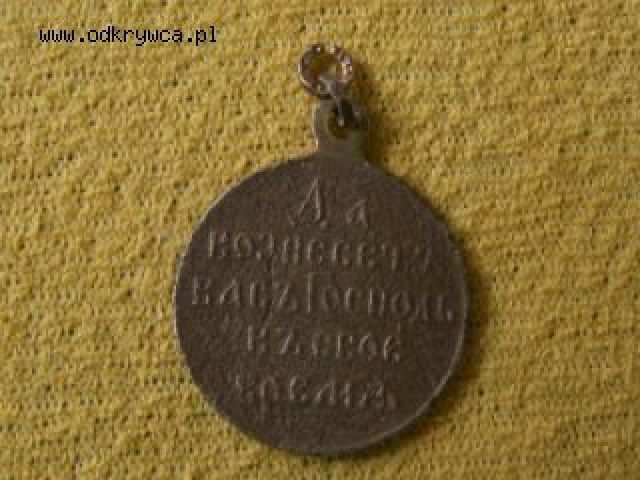 www.odkrywca.pl
Да
вознесетъ
васъ Господь
въ свое
время